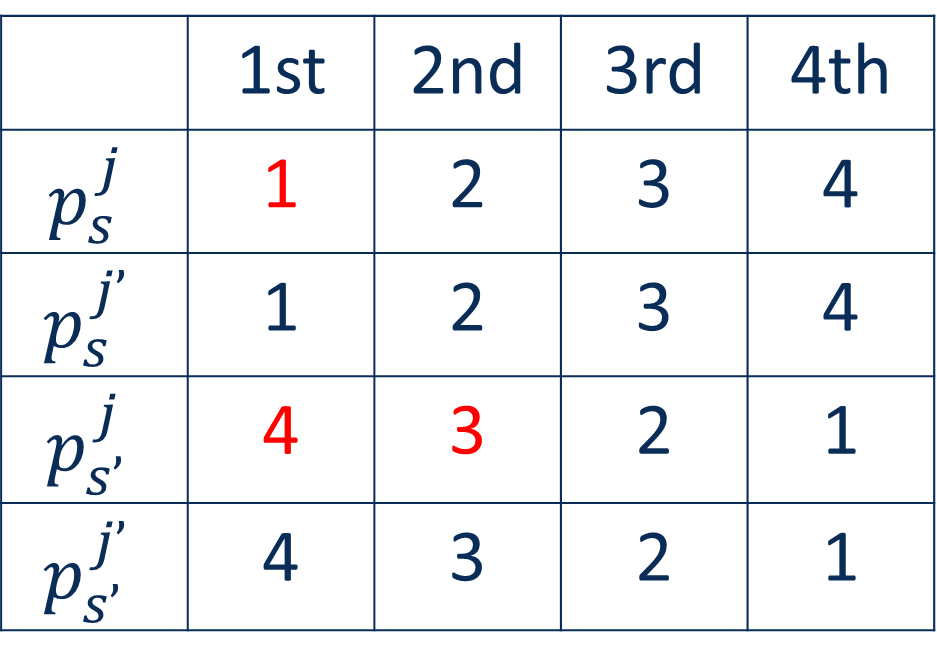 1st 2nd 3rd 4th
p_s^j 1 2 3 4
p_s^j’ 1 2 3 4
p_s’^j 4 3 2 1
p_s’^j’ 4 3 2 1